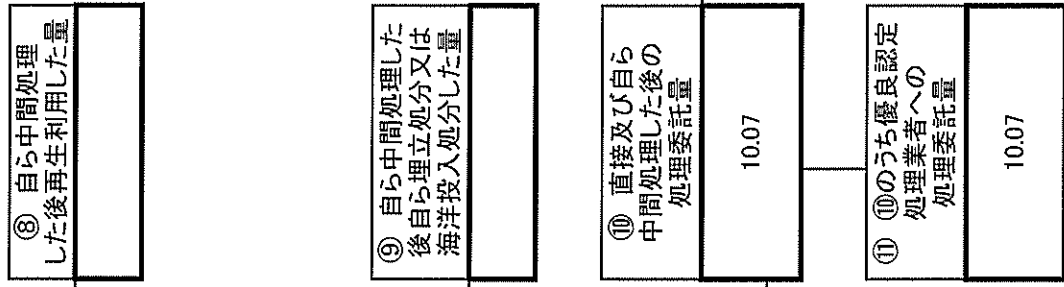 ⑧ 自ら中間処理
した後再生利用した量
⑨ 自ら中間処理した
後自ら埋立処分又は
海洋投入処分した量
⑩ 直接及び自ら
中間処理した後の
処理委託量
10.07
⑪ ⑩のうち優良認定
処理業者への
処理委託量
10.07